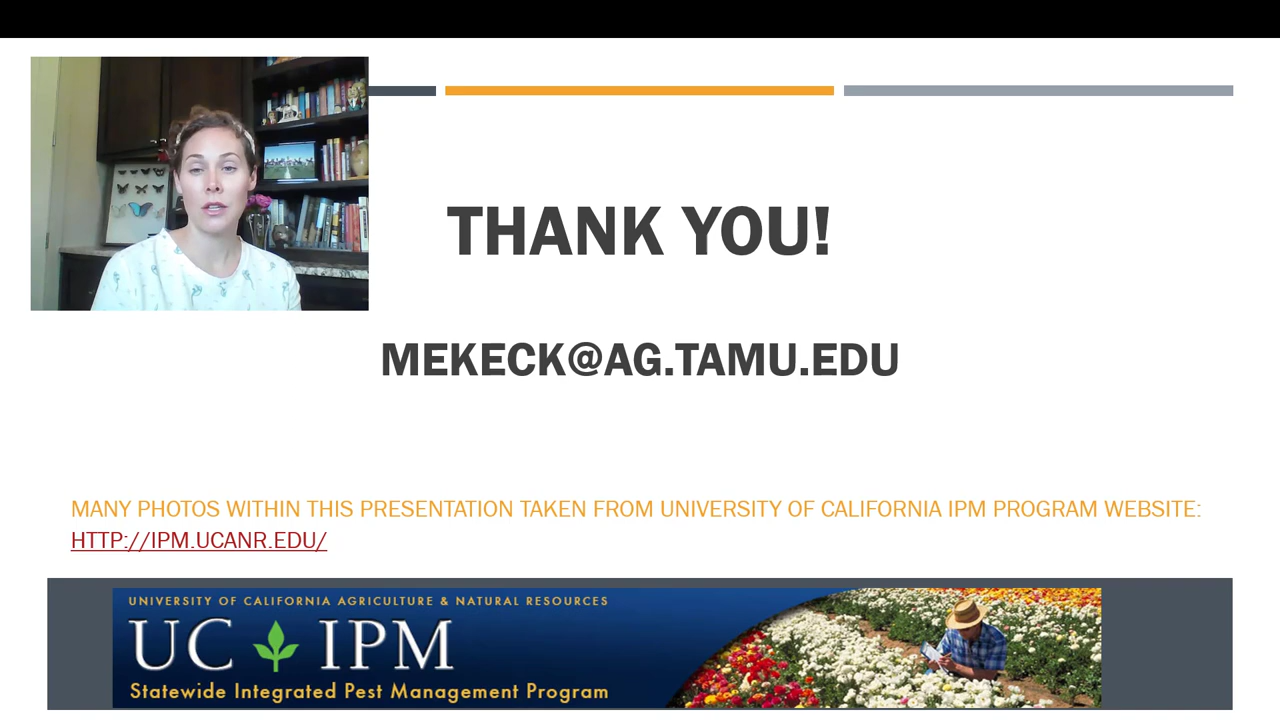 THANK YOU!
MEKECK@AG.TAMU.EDU
MANY PHOTOS WITHIN THIS PRESENTATION TAKEN FROM UNIVERSITY OF CALIFORNIA IPM PROGRAM WEBSITE:
HTTP://IPM.UCANR.EDU/
UNIVERSITY OF CALIFORNIA AGRICULTURE & NATURAL RESOURCES
UC IPM
Statewide Integrated Pest Management Program